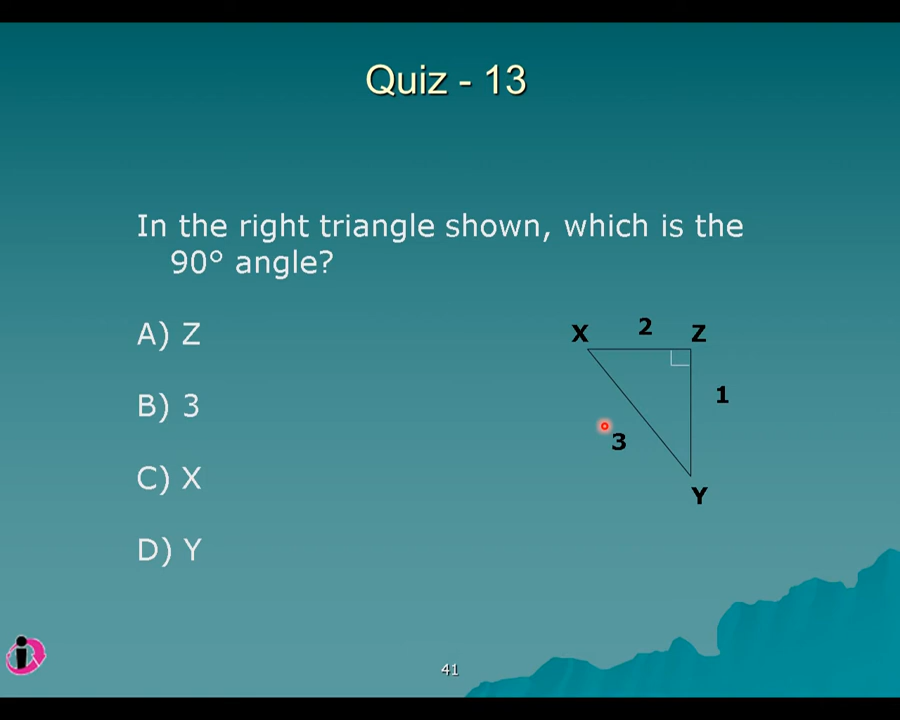 Quiz - 13
In the right triangle shown, which is the
90° angle?
A) Z
B) 3
C) X
D) Y
X 2 Z
1
3
Y
i
41